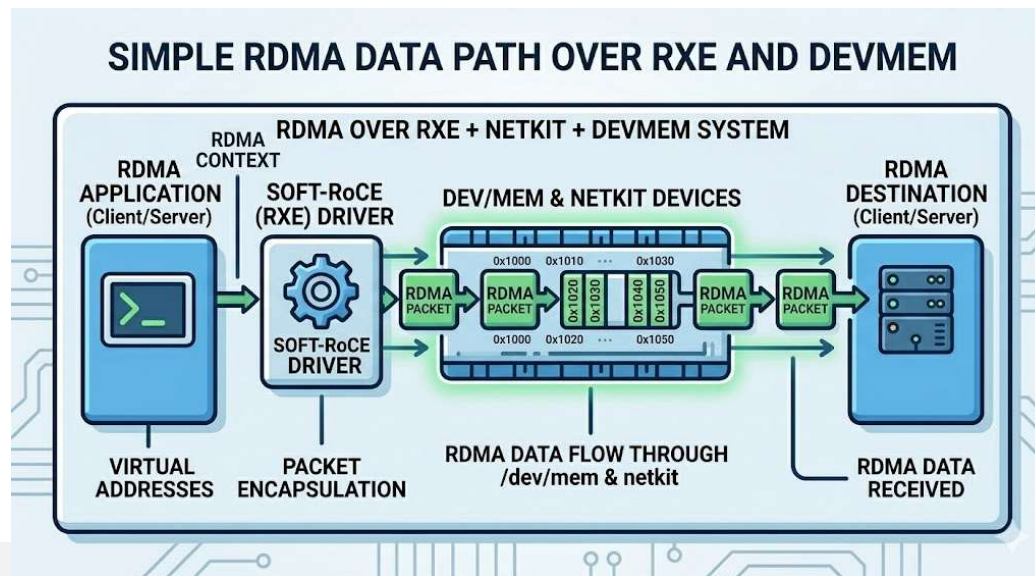 SIMPLE RDMA DATA PATH OVER RXE AND DEVMEM
RDMA OVER RXE + NETKIT + DEVMEM SYSTEM
RDMA
CONTEXT
RDMA
APPLICATION
(Client/Server)
SOFT-RoCE
(RXE) DRIVER
DEV/MEM & NETKIT DEVICES
RDMA
DESTINATION
(Client/Server)
>_
SOFT-RoCE
DRIVER
RDMA
PACKET
RDMA
PACKET
0x1000 0x1010 ... 0x1030
0x1020
0x1030
0x1040
0x1050
0x1000 0x1020 ... 0x1050
RDMA
PACKET
RDMA
PACKET
VIRTUAL
ADDRESSES
PACKET
ENCAPSULATION
RDMA DATA FLOW THROUGH
/dev/mem & netkit
RDMA DATA
RECEIVED